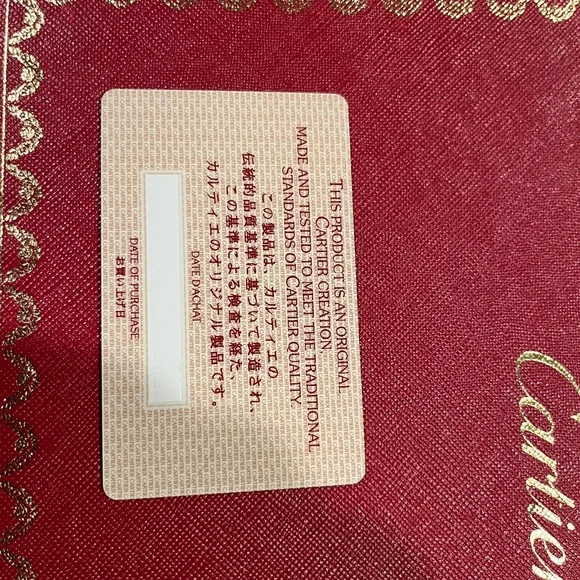 THIS PRODUCT IS AN ORIGINAL
CARTIER CREATION,
MADE AND TESTED TO MEET THE TRADITIONAL
STANDARDS OF CARTIER QUALITY.
この製品は、カルティエの
伝統的品質基準に基づいて製造され、
この基準による検査を経た、
カルティエのオリジナル製品です。
DATE D'ACHAT
DATE OF PURCHASE
お買い上げ日
Cartier